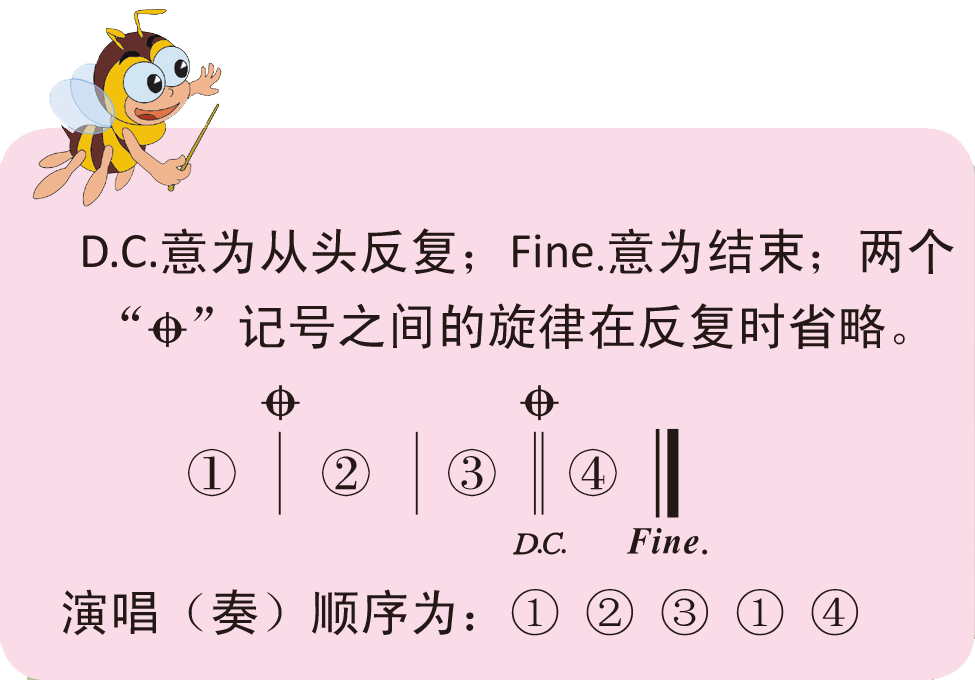 D.C.意为从头反复；Fine.意为结束；两个
“𝄌”记号之间的旋律在反复时省略。
𝄌 𝄌
① ② ③ ④
D.C. Fine.
演唱（奏）顺序为：① ② ③ ① ④